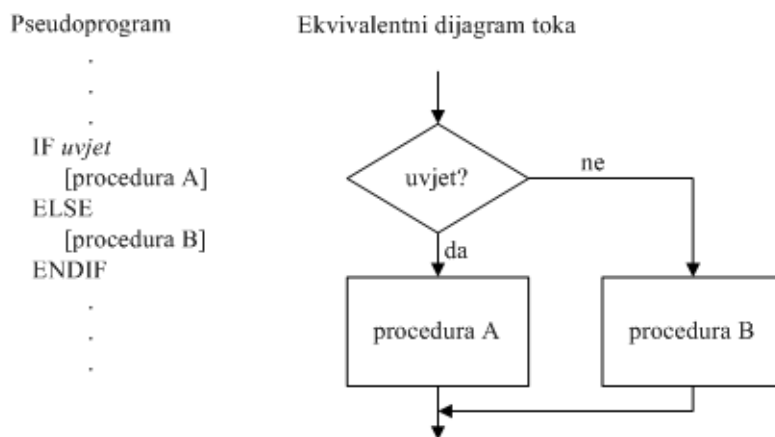 Pseudoprogram
.
.
.
IF uvjet
[procedura A]
ELSE
[procedura B]
ENDIF
.
.
.
Ekvivalentni dijagram toka
uvjet?
ne
da
procedura A
procedura B